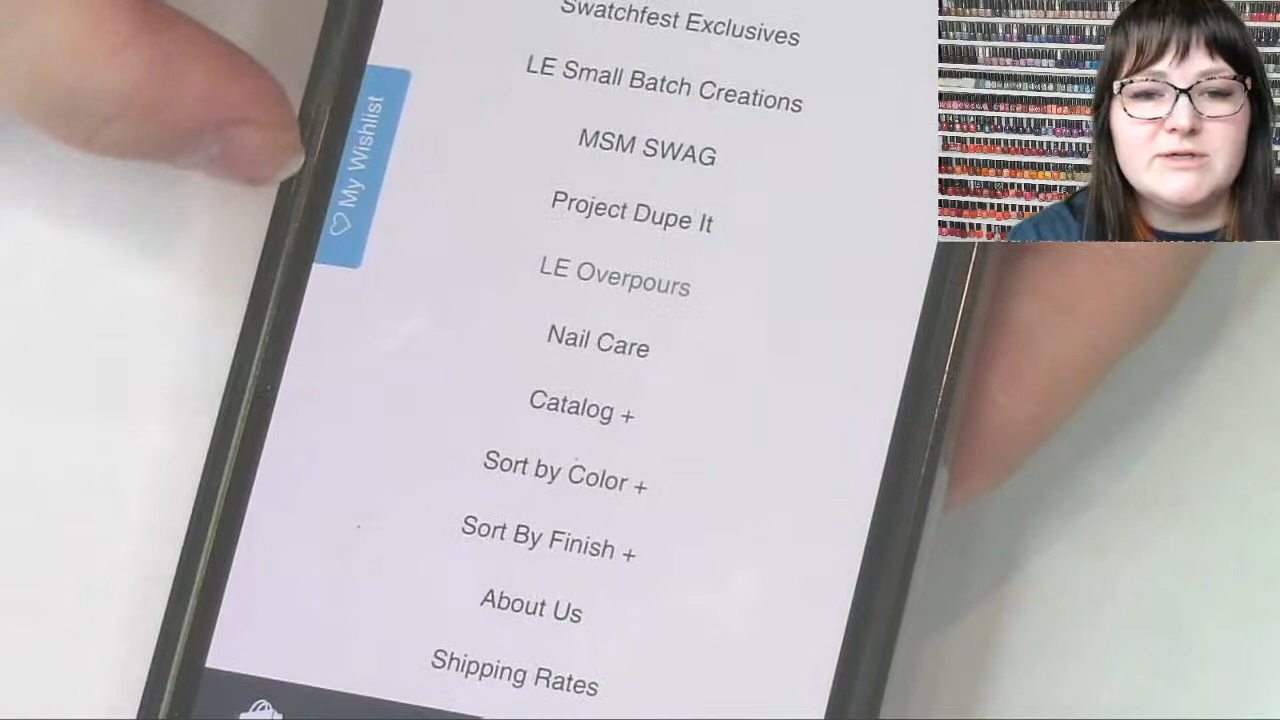 Swatchfest Exclusives
LE Small Batch Creations
MSM SWAG
♡ My Wishlist
Project Dupe It
LE Overpours
Nail Care
Catalog +
Sort by Color +
Sort By Finish +
About Us
Shipping Rates